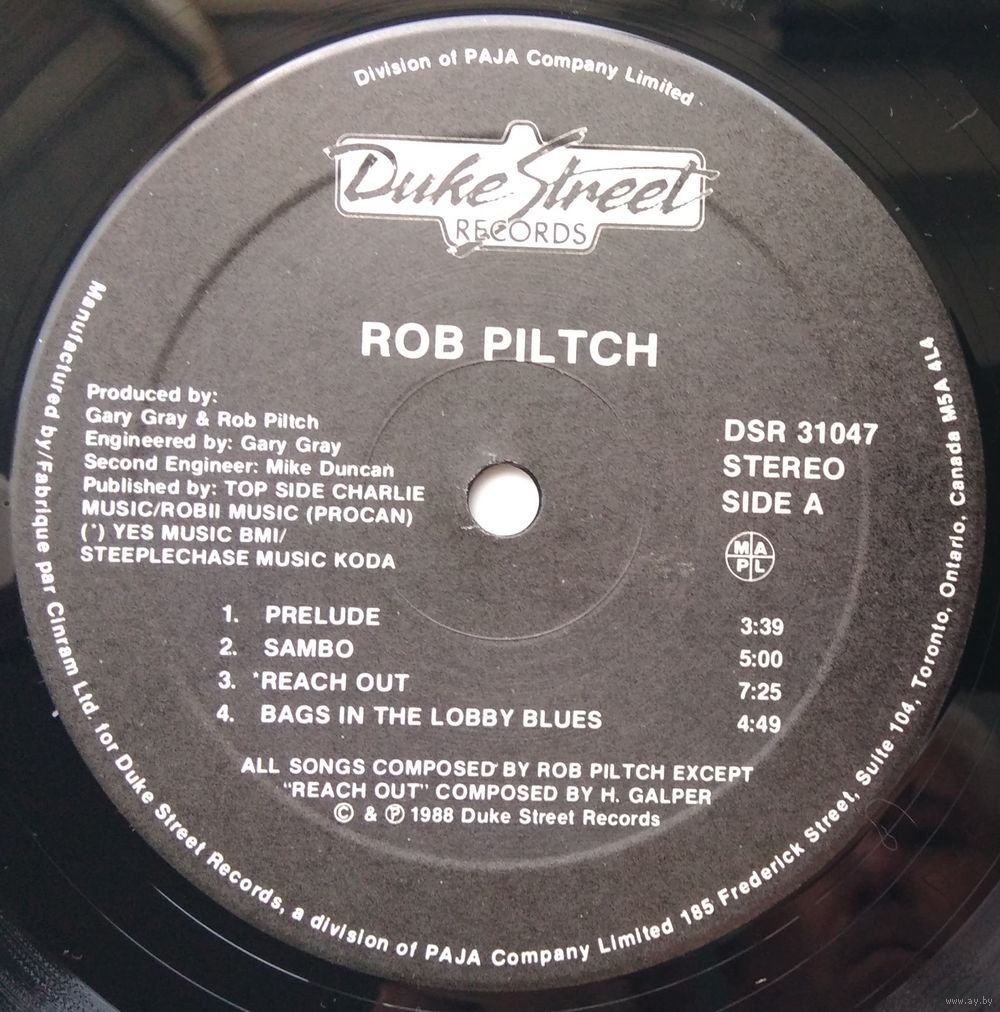 Division of PAJA Company Limited
Duke Street
RECORDS
ROB PILTCH
Produced by:
Gary Gray & Rob Piltch
Engineered by: Gary Gray
Second Engineer: Mike Duncan
Published by: TOP SIDE CHARLIE
MUSIC/ROBII MUSIC (PROCAN)
(*) YES MUSIC BMI/
STEEPLECHASE MUSIC KODA
DSR 31047
STEREO
SIDE A
M A
P L
1. PRELUDE 3:39
2. SAMBO 5:00
3. *REACH OUT 7:25
4. BAGS IN THE LOBBY BLUES 4:49
ALL SONGS COMPOSED BY ROB PILTCH EXCEPT
"REACH OUT" COMPOSED BY H. GALPER
© & ℗ 1988 Duke Street Records
Manufactured by/Fabrique par Cinram Ltd. for Duke Street Records, a division of PAJA Company Limited 185 Frederick Street, Suite 104, Toronto, Ontario, Canada M5A 4L4
www.ay.by